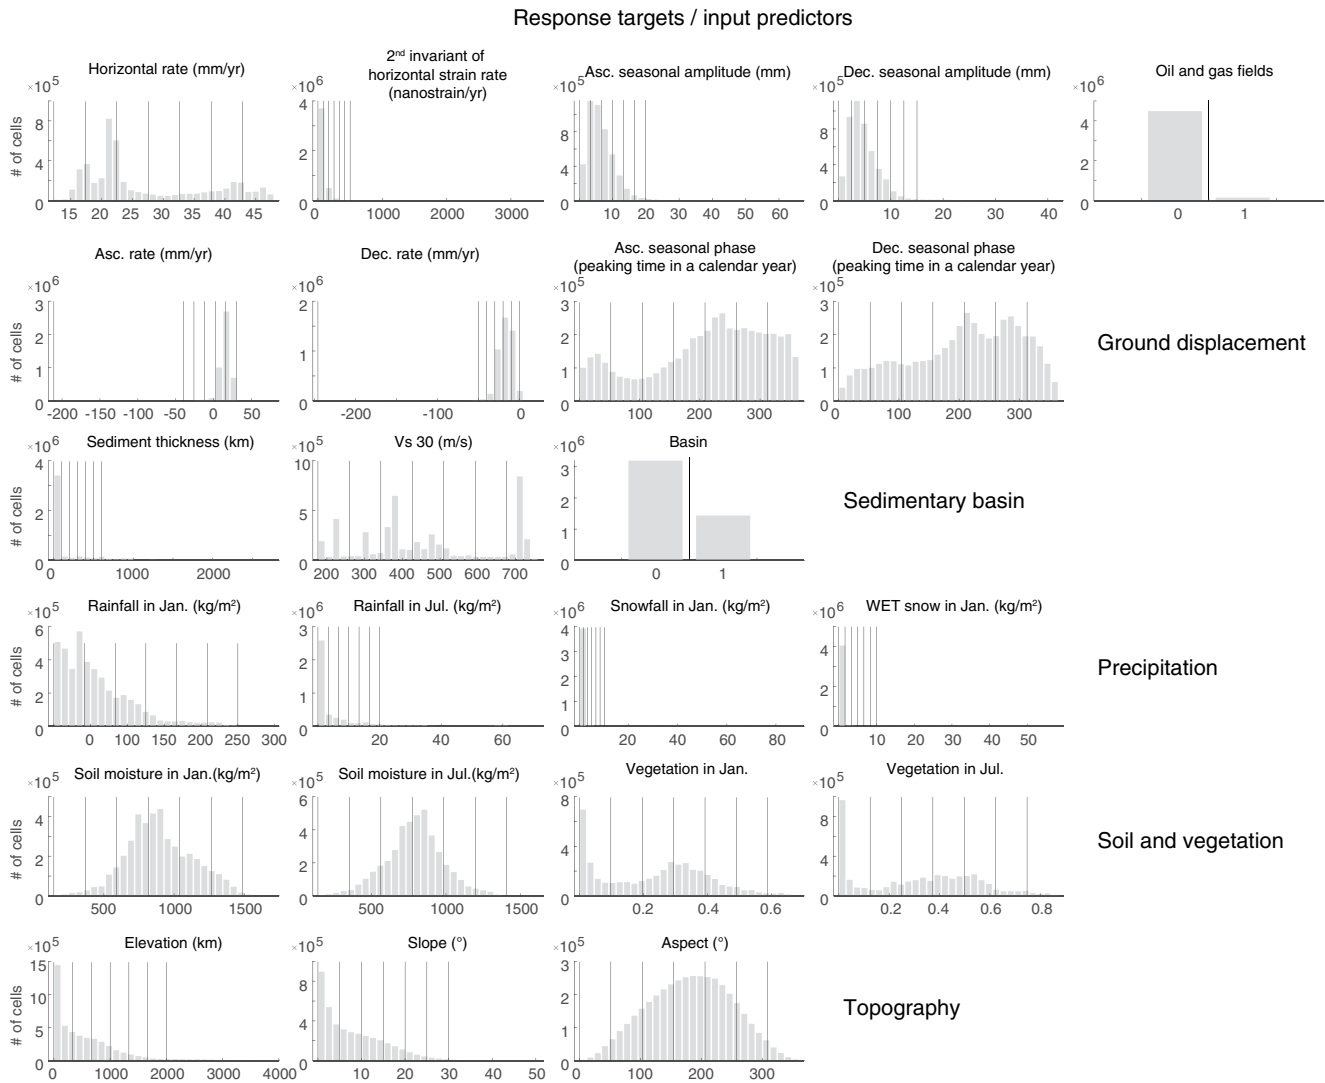 Response targets / input predictors
Horizontal rate (mm/yr)
2nd invariant of
horizontal strain rate
(nanostrain/yr)
Asc. seasonal amplitude (mm)
Dec. seasonal amplitude (mm)
Oil and gas fields
×10^5
×10^6
×10^5
×10^5
×10^6
# of cells
8
4
0
15 20 25 30 35 40 45
4
2
0
0 1000 2000 3000
8
4
0
10 20 30 40 50 60
8
4
0
10 20 30 40
4
2
0
0 1
Asc. rate (mm/yr)
Dec. rate (mm/yr)
Asc. seasonal phase
(peaking time in a calendar year)
Dec. seasonal phase
(peaking time in a calendar year)
×10^6
×10^6
×10^5
×10^5
# of cells
3
2
1
0
-200 -150 -100 -50 0 50
2
1
0
-200 -100 0
3
2
1
0
100 200 300
3
2
1
0
0 100 200 300
Ground displacement
Sediment thickness (km)
Vs 30 (m/s)
Basin
×10^6
×10^5
×10^6
4
2
0
0 1000 2000
10
5
0
200 300 400 500 600 700
3
2
1
0
0 1
Sedimentary basin
Rainfall in Jan. (kg/m²)
Rainfall in Jul. (kg/m²)
Snowfall in Jan. (kg/m²)
WET snow in Jan. (kg/m²)
×10^5
×10^6
×10^6
×10^6
# of cells
6
4
2
0
0 100 150 200 250 300
3
2
1
0
20 40 60
4
3
2
1
0
20 40 60 80
4
2
0
10 20 30 40 50
Precipitation
Soil moisture in Jan.(kg/m²)
Soil moisture in Jul.(kg/m²)
Vegetation in Jan.
Vegetation in Jul.
×10^5
×10^5
×10^5
×10^5
# of cells
4
2
0
500 1000 1500
6
4
2
0
500 1000 1500
8
4
0
0.2 0.4 0.6
8
4
0
0.2 0.4 0.6 0.8
Soil and vegetation
Elevation (km)
Slope (°)
Aspect (°)
×10^5
×10^5
×10^5
# of cells
15
10
5
0
0 1000 2000 3000 4000
8
4
0
10 20 30 40 50
3
2
1
0
0 100 200 300
Topography